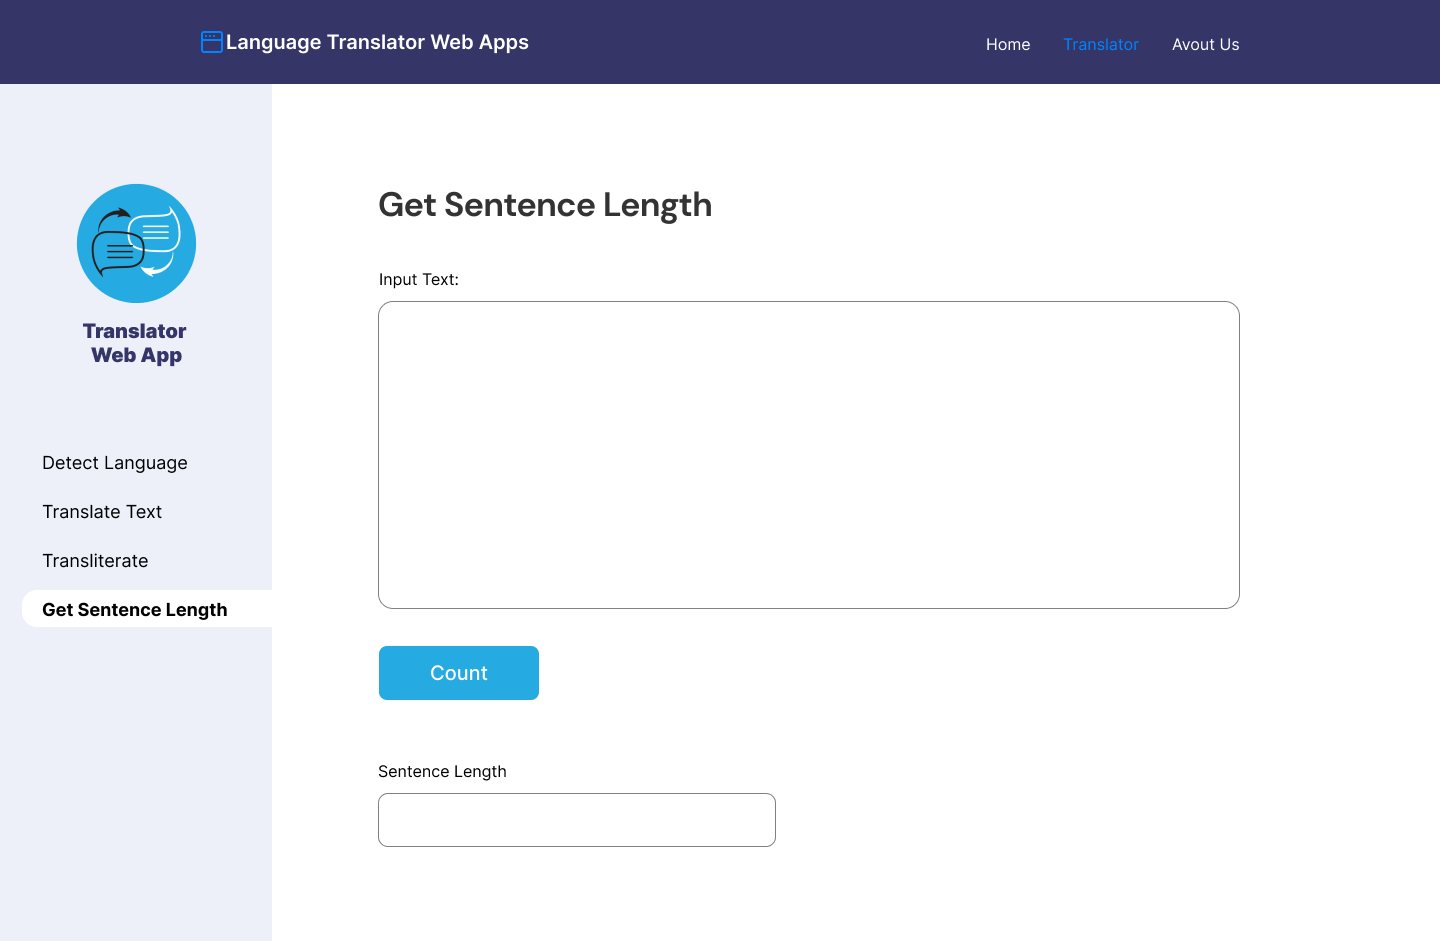 Language Translator Web Apps
Home
Translator
Avout Us
Translator
Web App
Detect Language
Translate Text
Transliterate
Get Sentence Length
Get Sentence Length
Input Text:
Count
Sentence Length